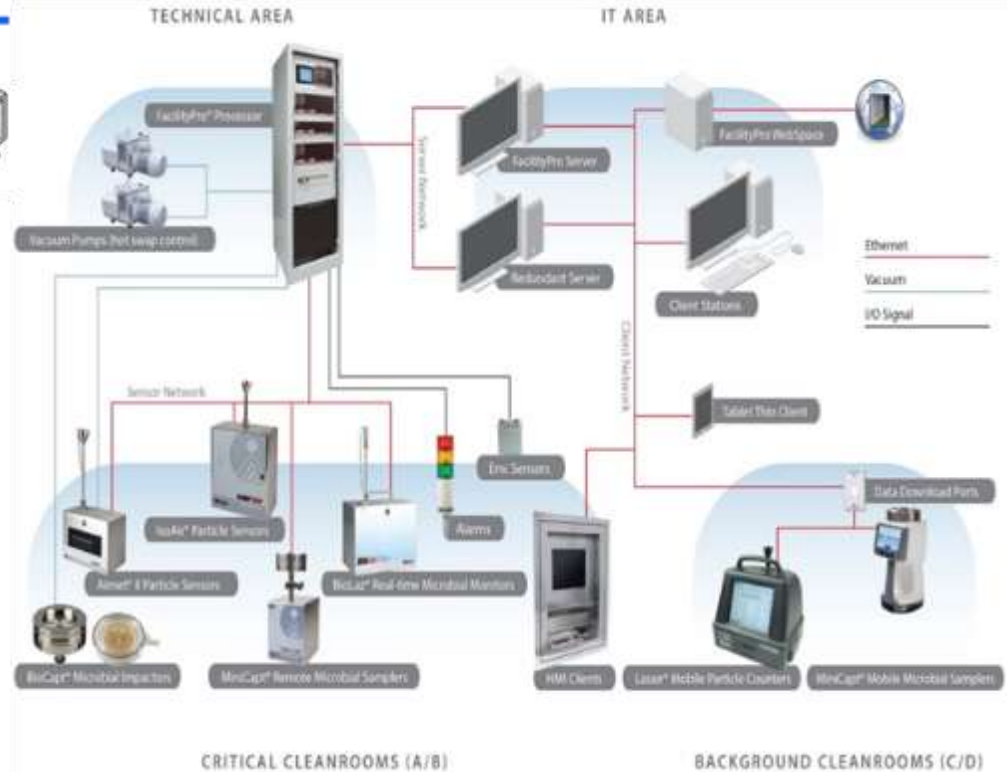 TECHNICAL AREA
IT AREA
FacilityPro® Processor
Vacuum Pumps (hot swap control)
Sensor Network
FacilityPro Server
Redundant Server
FacilityPro WebSpace
Client Stations
Ethernet
Vacuum
I/O Signal
Client Network
Tablet Thin Client
Sensor Network
Env. Sensors
Alarms
IsoAir® Particle Sensors
Airnet® II Particle Sensors
BioLaz® Real-time Microbial Monitors
Data Download Ports
BioCapt® Microbial Impactors
MiniCapt® Remote Microbial Samplers
HMI Clients
Lasair® Mobile Particle Counters
MiniCapt® Mobile Microbial Samplers
CRITICAL CLEANROOMS (A/B)
BACKGROUND CLEANROOMS (C/D)